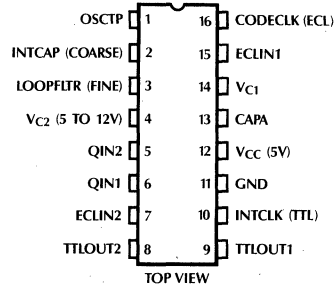 OSCTP 1 16 CODECLK (ECL)
INTCAP (COARSE) 2 15 ECLIN1
LOOPFLTR (FINE) 3 14 VC1
VC2 (5 TO 12V) 4 13 CAPA
QIN2 5 12 VCC (5V)
QIN1 6 11 GND
ECLIN2 7 10 INTCLK (TTL)
TTLOUT2 8 9 TTLOUT1
TOP VIEW